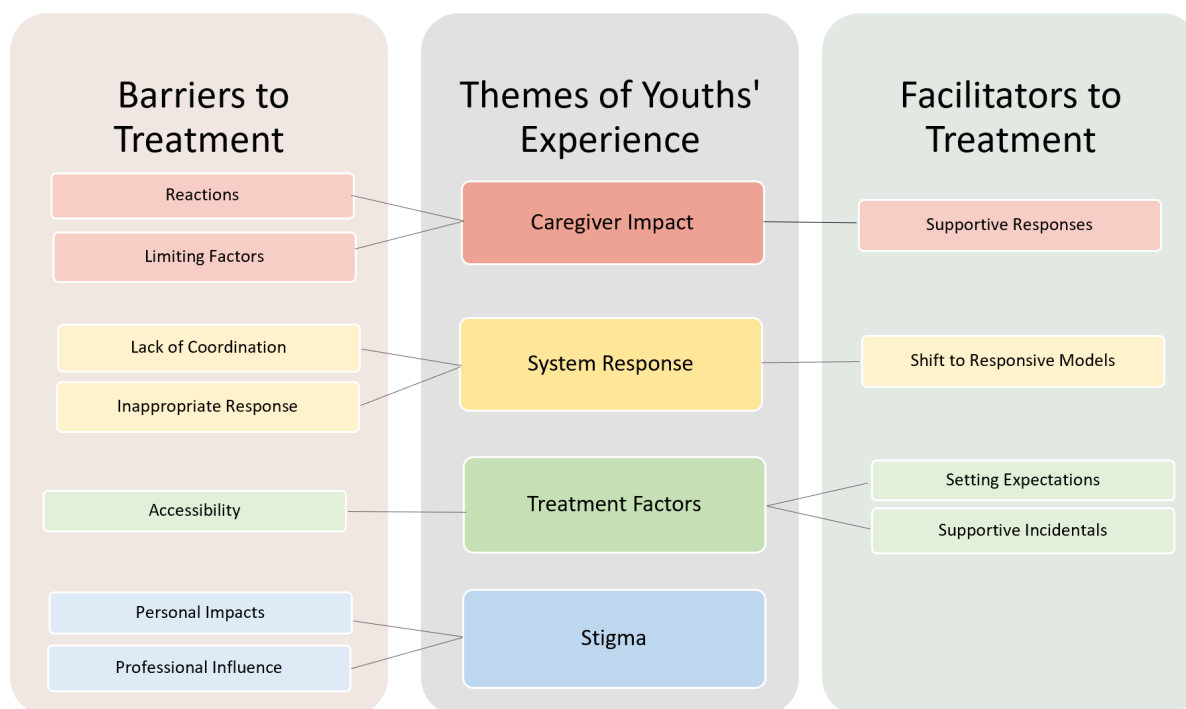 Barriers to
Treatment
Reactions
Limiting Factors
Lack of Coordination
Inappropriate Response
Accessibility
Personal Impacts
Professional Influence
Themes of Youths'
Experience
Caregiver Impact
System Response
Treatment Factors
Stigma
Facilitators to
Treatment
Supportive Responses
Shift to Responsive Models
Setting Expectations
Supportive Incidentals